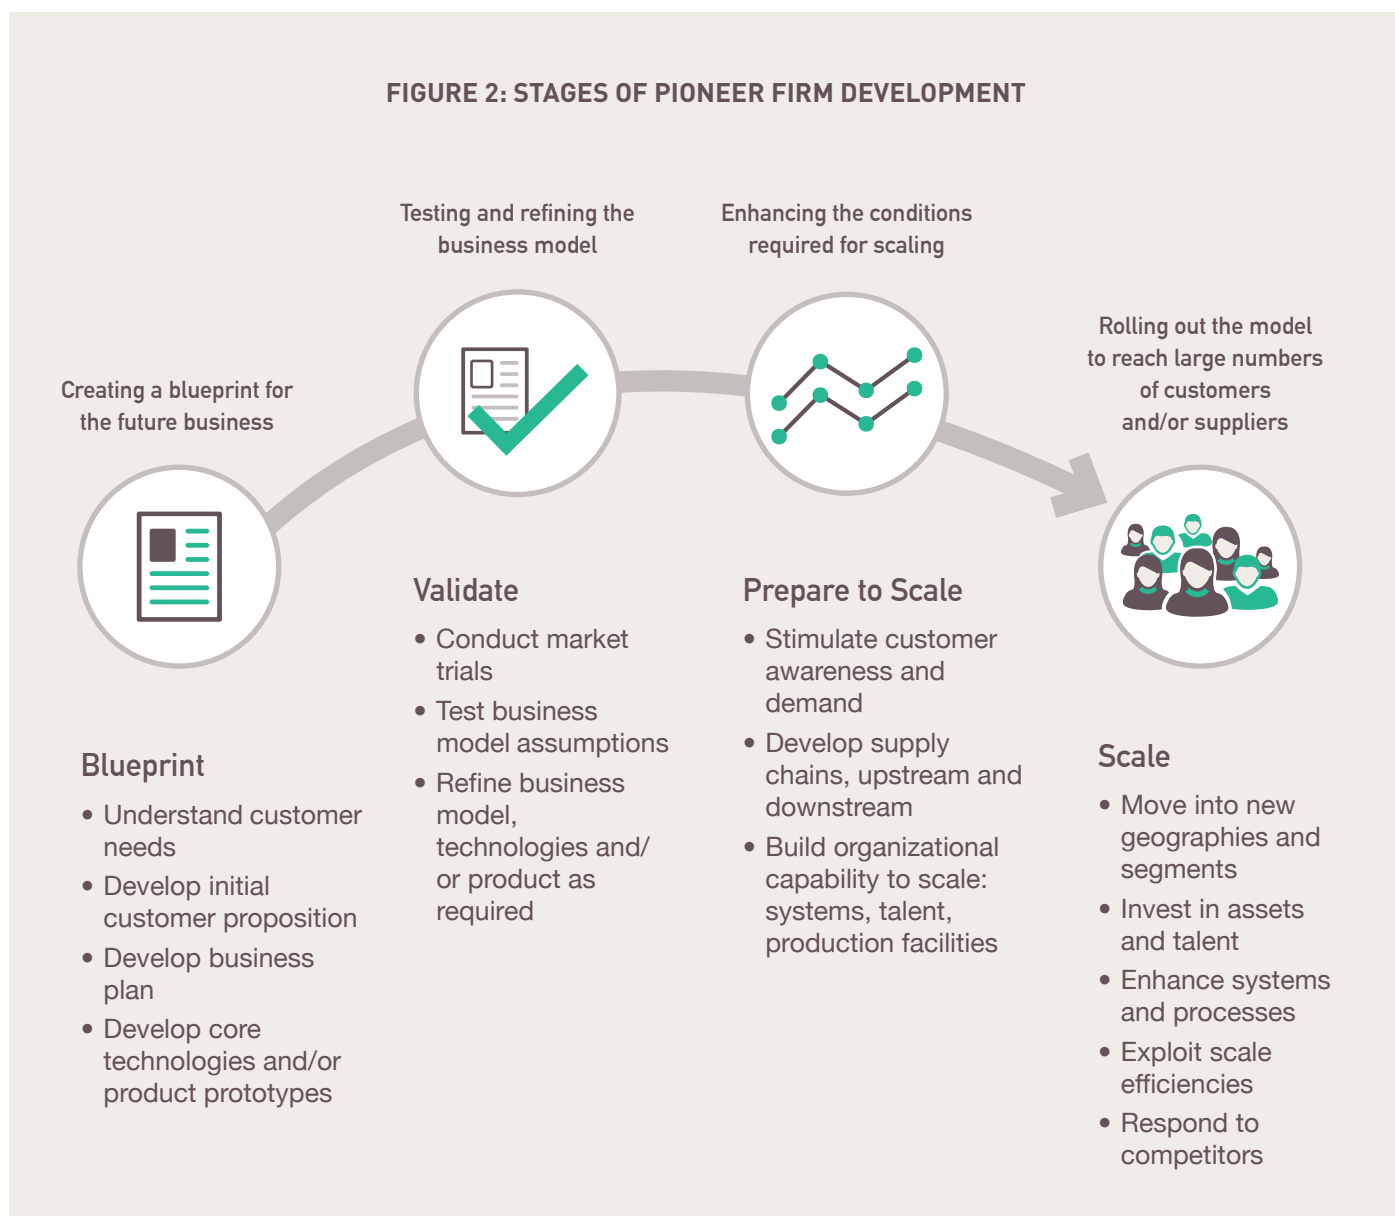 FIGURE 2: STAGES OF PIONEER FIRM DEVELOPMENT
Creating a blueprint for
the future business
Testing and refining the
business model
Enhancing the conditions
required for scaling
Rolling out the model
to reach large numbers
of customers
and/or suppliers
Blueprint
• Understand customer
needs
• Develop initial
customer proposition
• Develop business
plan
• Develop core
technologies and/or
product prototypes
Validate
• Conduct market
trials
• Test business
model assumptions
• Refine business
model,
technologies and/
or product as
required
Prepare to Scale
• Stimulate customer
awareness and
demand
• Develop supply
chains, upstream and
downstream
• Build organizational
capability to scale:
systems, talent,
production facilities
Scale
• Move into new
geographies and
segments
• Invest in assets
and talent
• Enhance systems
and processes
• Exploit scale
efficiencies
• Respond to
competitors